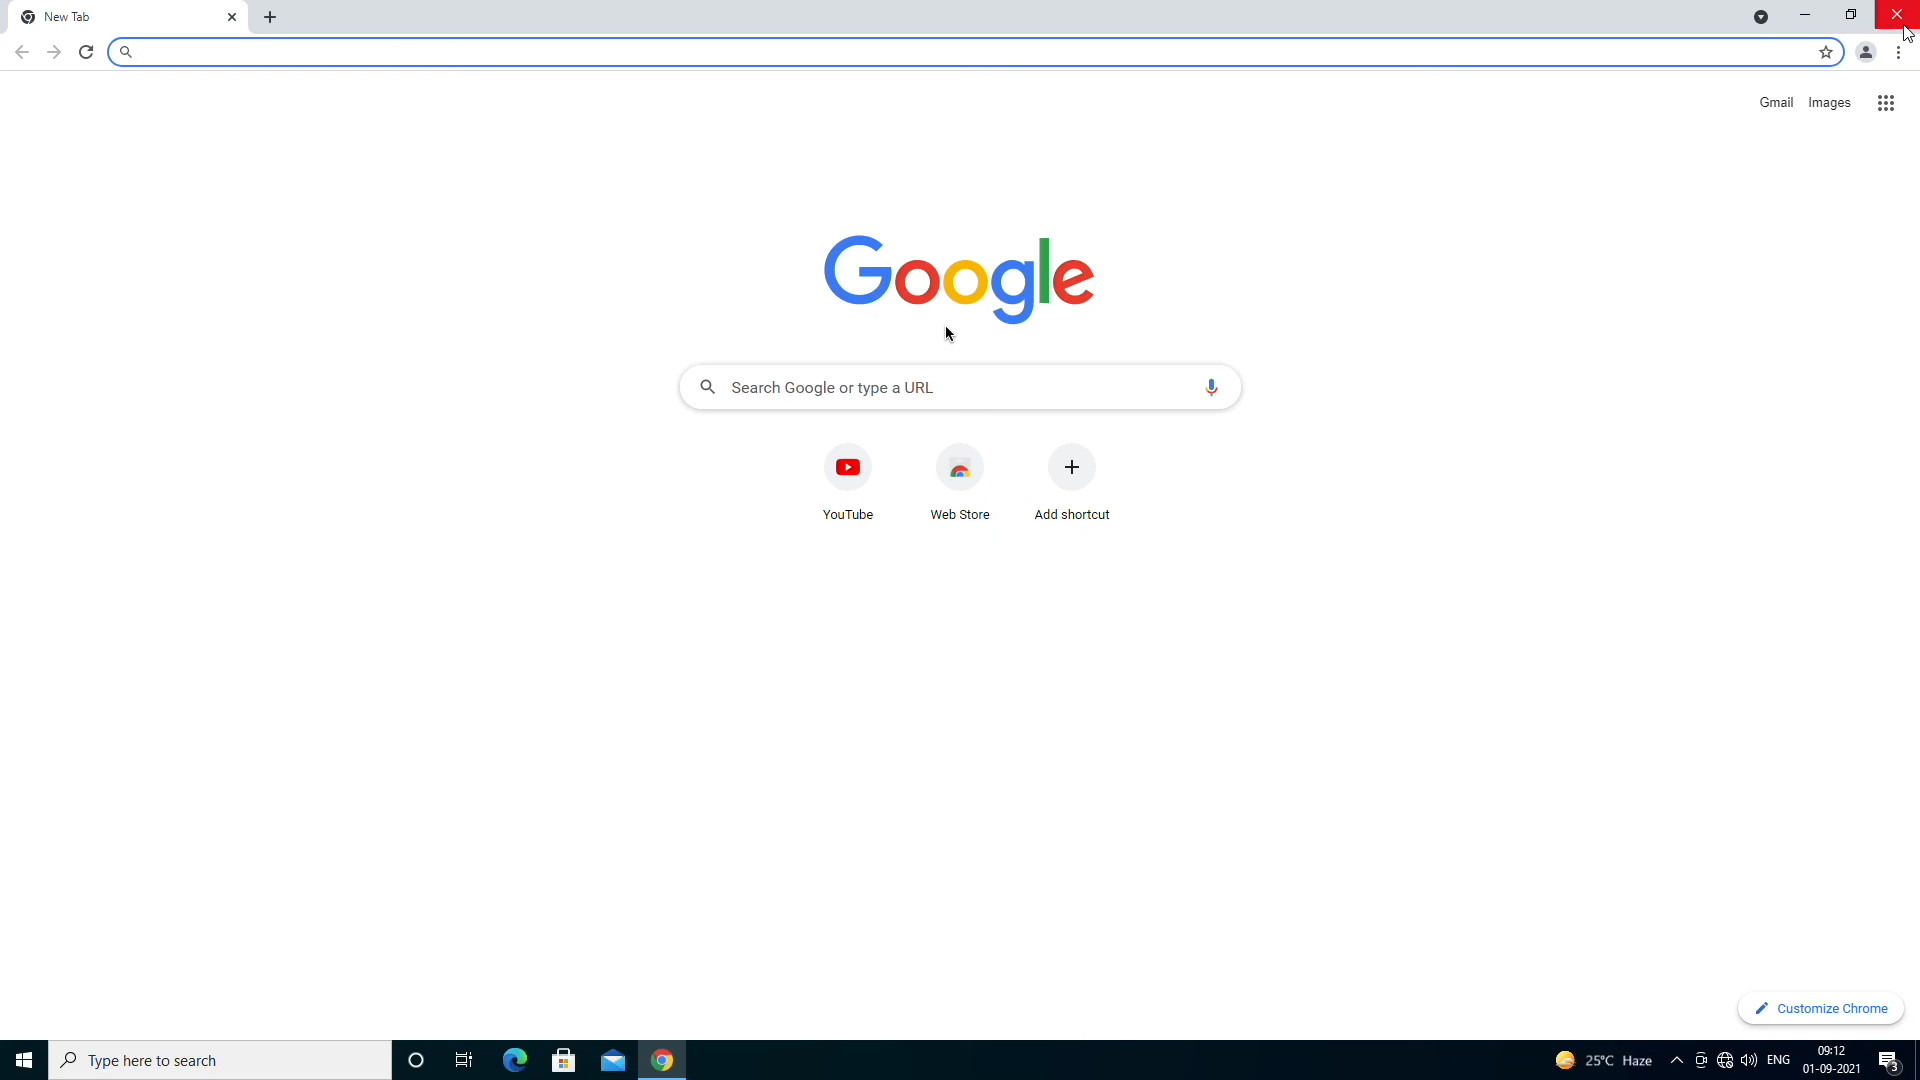 New Tab
Gmail Images
Google
Search Google or type a URL
YouTube
Web Store
Add shortcut
Customize Chrome
Type here to search
25°C Haze
ENG
09:12
01-09-2021
3